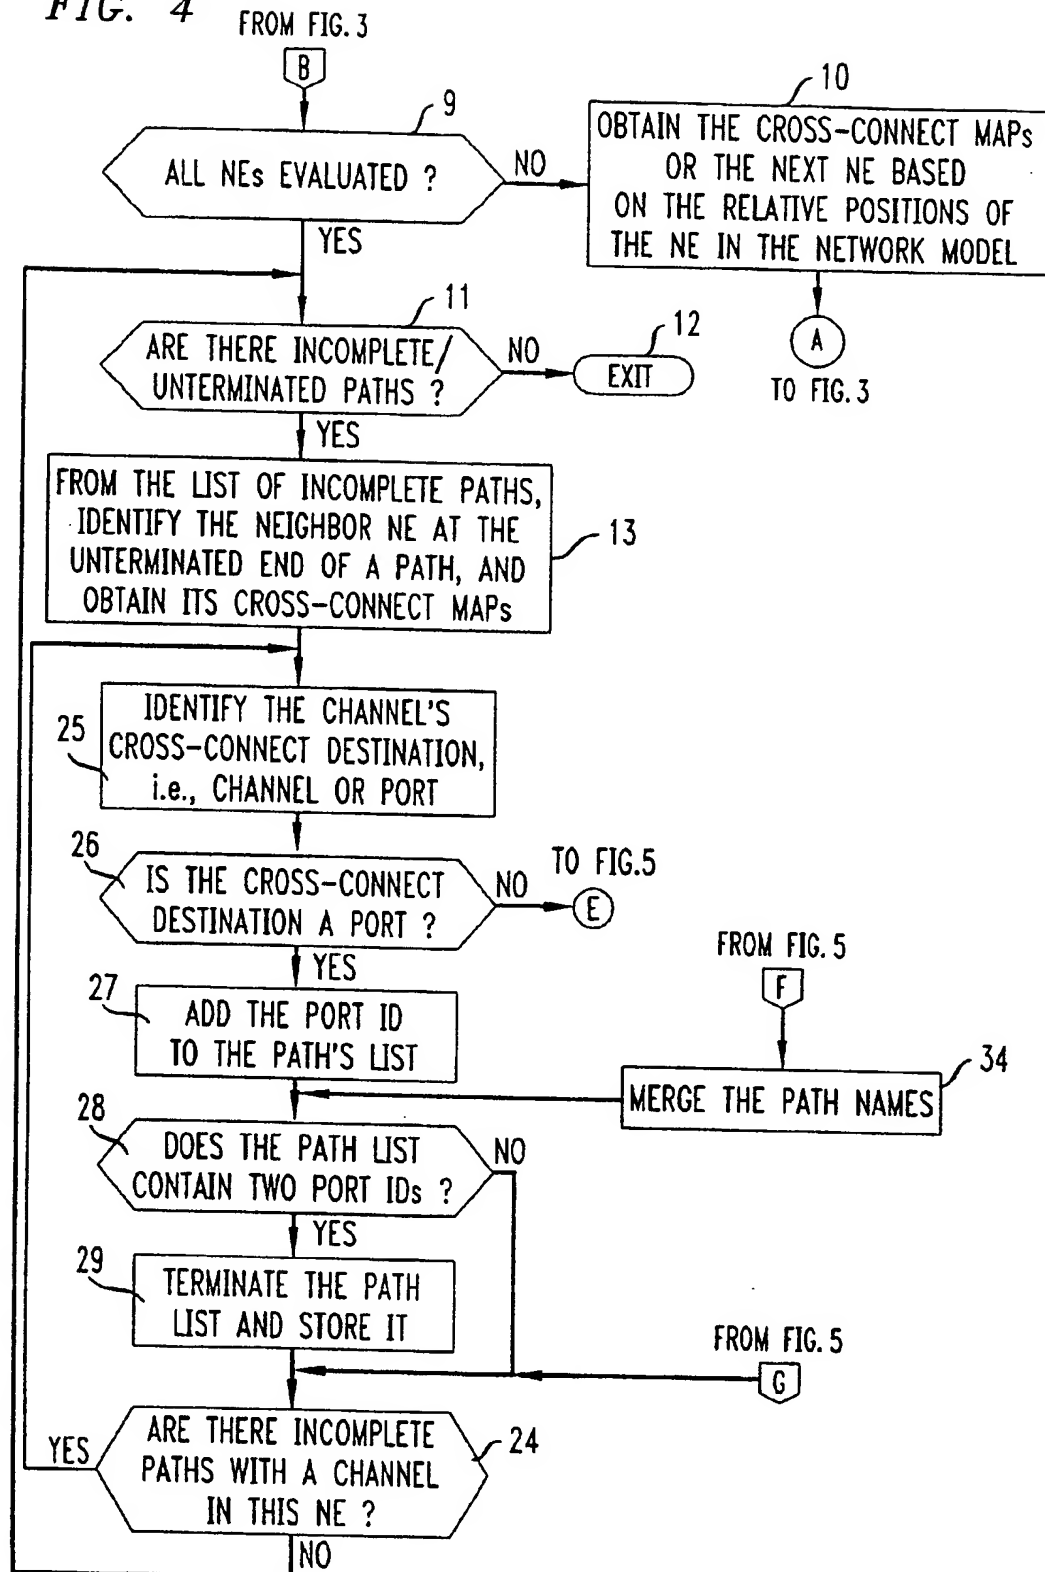 FIG. 4
FROM FIG. 3
B
9
ALL NEs EVALUATED ?
NO
YES
10
OBTAIN THE CROSS-CONNECT MAPs
OR THE NEXT NE BASED
ON THE RELATIVE POSITIONS OF
THE NE IN THE NETWORK MODEL
A
TO FIG. 3
11
ARE THERE INCOMPLETE/
UNTERMINATED PATHS ?
NO
12
EXIT
YES
FROM THE LIST OF INCOMPLETE PATHS,
IDENTIFY THE NEIGHBOR NE AT THE
UNTERMINATED END OF A PATH, AND
OBTAIN ITS CROSS-CONNECT MAPs
13
25
IDENTIFY THE CHANNEL'S
CROSS-CONNECT DESTINATION,
i.e., CHANNEL OR PORT
26
IS THE CROSS-CONNECT
DESTINATION A PORT ?
NO
TO FIG.5
E
YES
27
ADD THE PORT ID
TO THE PATH'S LIST
FROM FIG. 5
F
34
MERGE THE PATH NAMES
28
DOES THE PATH LIST
CONTAIN TWO PORT IDs ?
NO
YES
29
TERMINATE THE PATH
LIST AND STORE IT
FROM FIG. 5
G
24
ARE THERE INCOMPLETE
PATHS WITH A CHANNEL
IN THIS NE ?
YES
NO